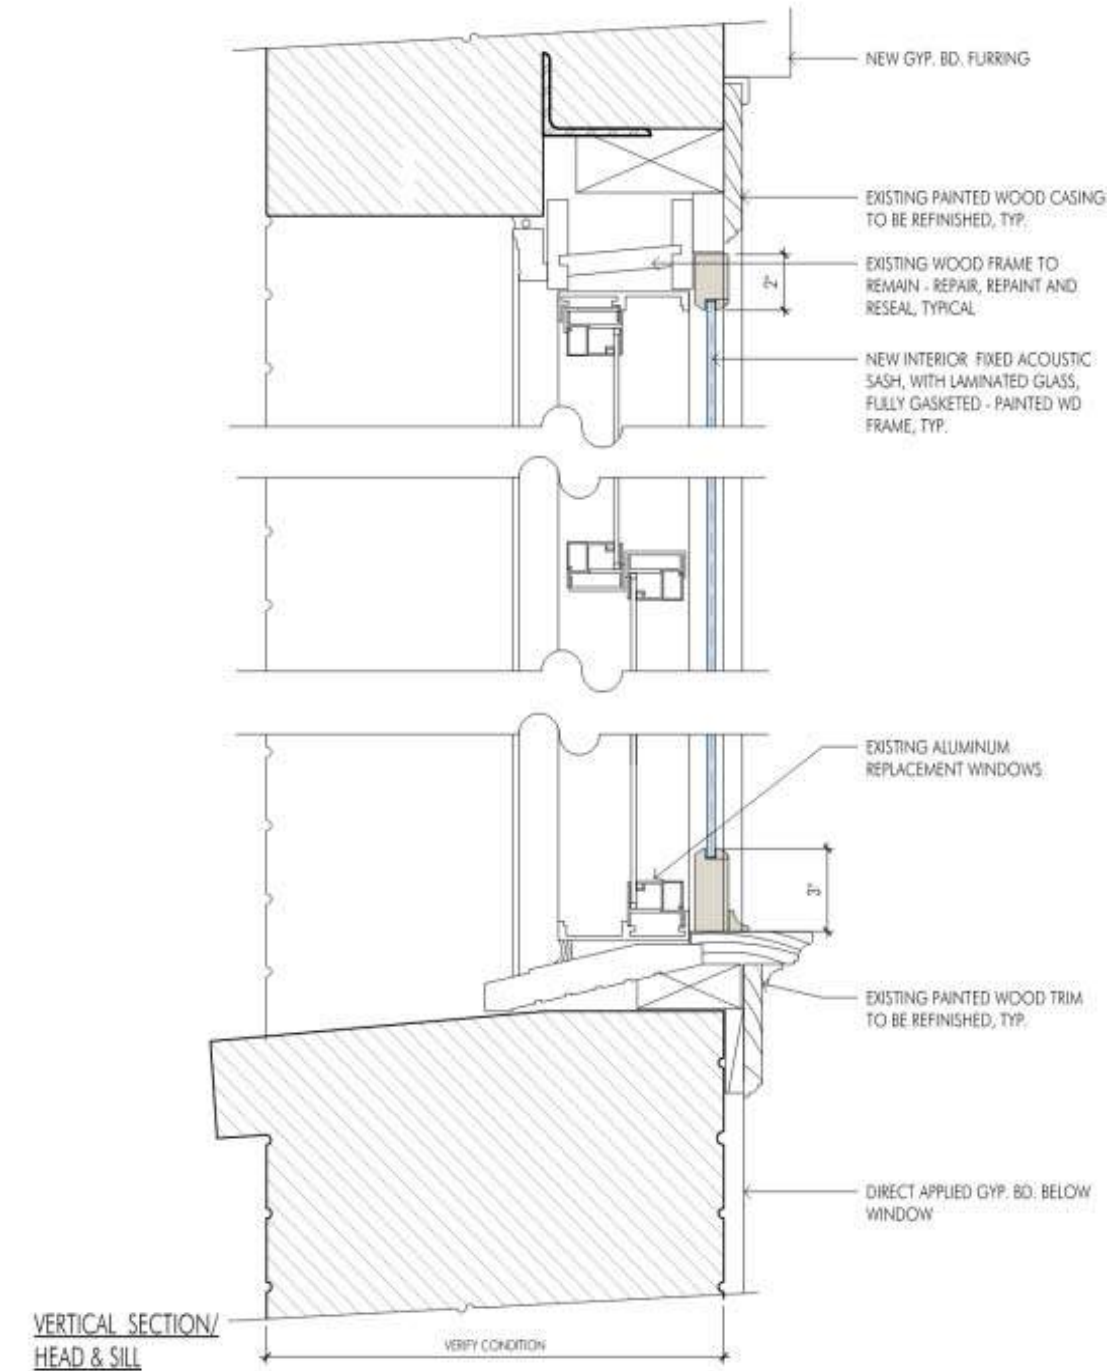 NEW GYP. BD. FURRING
EXISTING PAINTED WOOD CASING
TO BE REFINISHED, TYP.
EXISTING WOOD FRAME TO
REMAIN - REPAIR, REPAINT AND
RESEAL, TYPICAL
2"
NEW INTERIOR FIXED ACOUSTIC
SASH, WITH LAMINATED GLASS,
FULLY GASKETED - PAINTED WD
FRAME, TYP.
EXISTING ALUMINUM
REPLACEMENT WINDOWS
3"
EXISTING PAINTED WOOD TRIM
TO BE REFINISHED, TYP.
DIRECT APPLIED GYP. BD. BELOW
WINDOW
VERTICAL SECTION/
HEAD & SILL
VERIFY CONDITION